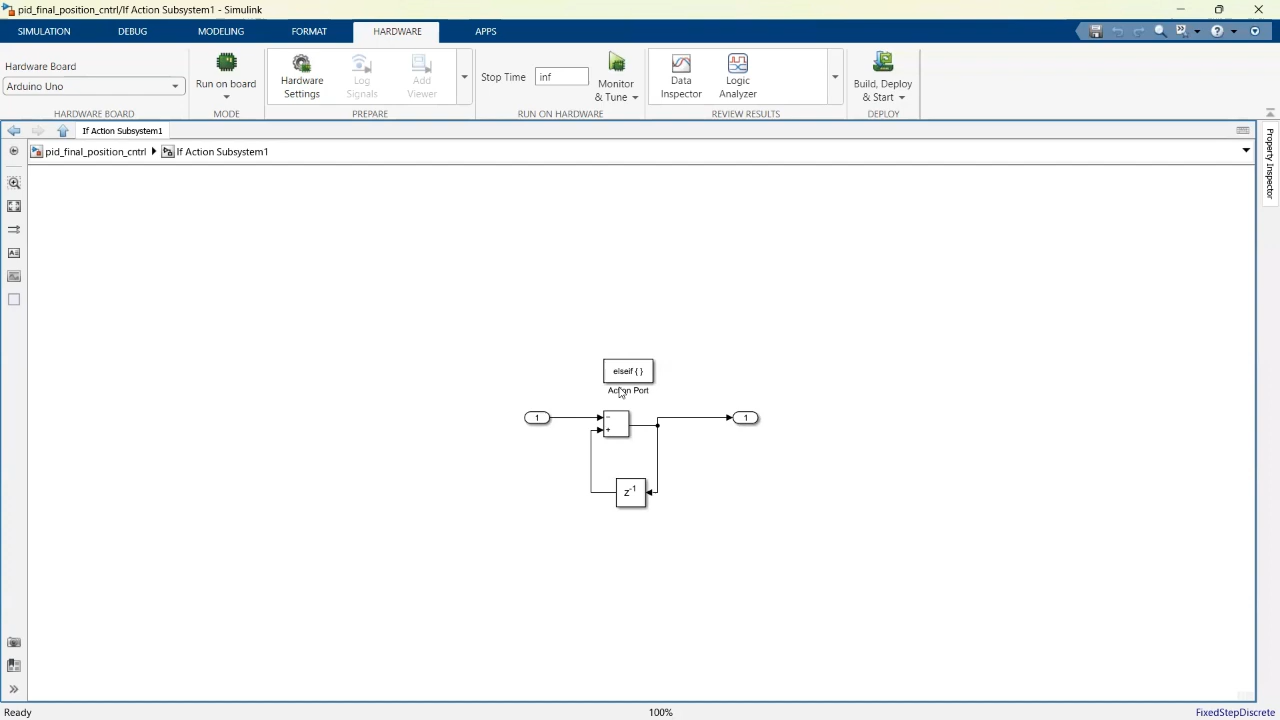 pid_final_position_cntrl/If Action Subsystem1 - Simulink
SIMULATION DEBUG MODELING FORMAT HARDWARE APPS
Hardware Board
Arduino Uno
HARDWARE BOARD
Run on board
MODE
Hardware Settings
Log Signals
Add Viewer
PREPARE
Stop Time inf
Monitor & Tune
RUN ON HARDWARE
Data Inspector
Logic Analyzer
REVIEW RESULTS
Build, Deploy & Start
DEPLOY
If Action Subsystem1
pid_final_position_cntrl If Action Subsystem1
Property Inspector
elseif { }
Action Port
1
−
+
1
z-1
Ready
100%
FixedStepDiscrete